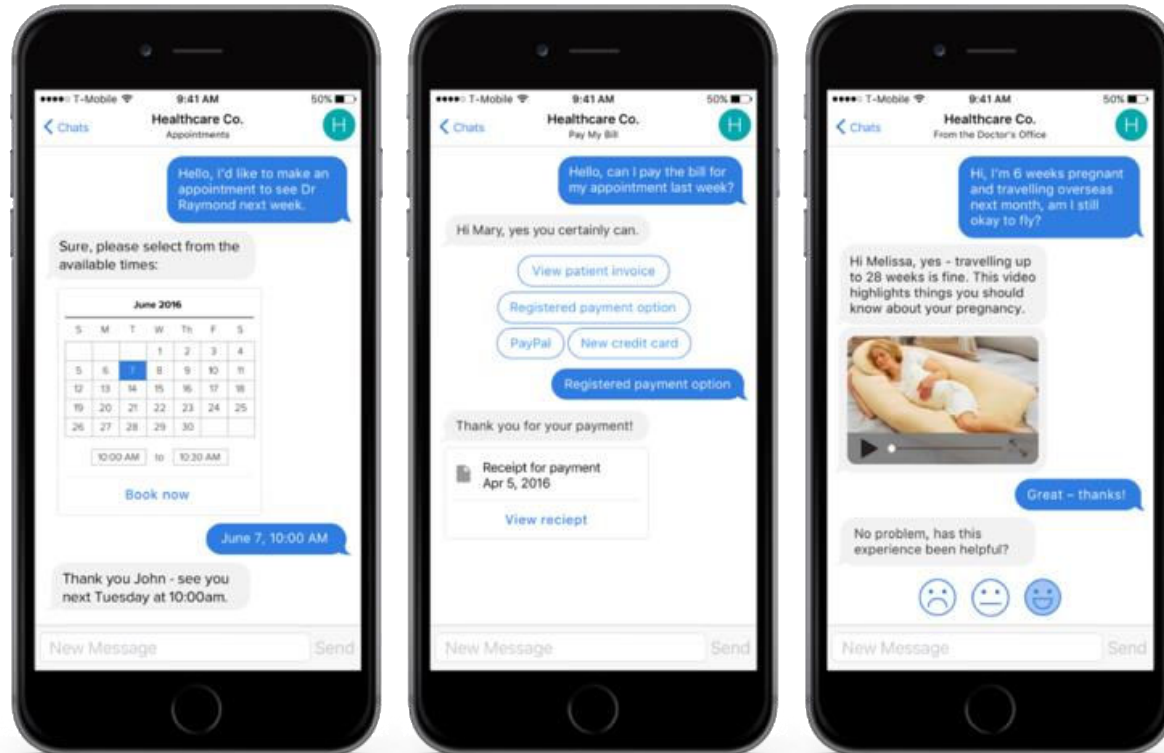 T-Mobile 9:41 AM 50%
Chats Healthcare Co. H
Appointments
Hello, I'd like to make an
appointment to see Dr
Raymond next week.
Sure, please select from the
available times:
June 2016
S M T W Th F S
1 2 3 4
5 6 7 8 9 10 11
12 13 14 15 16 17 18
19 20 21 22 23 24 25
26 27 28 29 30
10:00 AM to 10:30 AM
Book now
June 7, 10:00 AM
Thank you John - see you
next Tuesday at 10:00am.
New Message Send
T-Mobile 9:41 AM 50%
Chats Healthcare Co. H
Pay My Bill
Hello, can I pay the bill for
my appointment last week?
Hi Mary, yes you certainly can.
View patient invoice
Registered payment option
PayPal New credit card
Registered payment option
Thank you for your payment!
Receipt for payment
Apr 5, 2016
View reciept
New Message Send
T-Mobile 9:41 AM 50%
Chats Healthcare Co. H
From the Doctor's Office
Hi, I'm 6 weeks pregnant
and travelling overseas
next month, am I still
okay to fly?
Hi Melissa, yes - travelling up
to 28 weeks is fine. This video
highlights things you should
know about your pregnancy.
Great – thanks!
No problem, has this
experience been helpful?
New Message Send